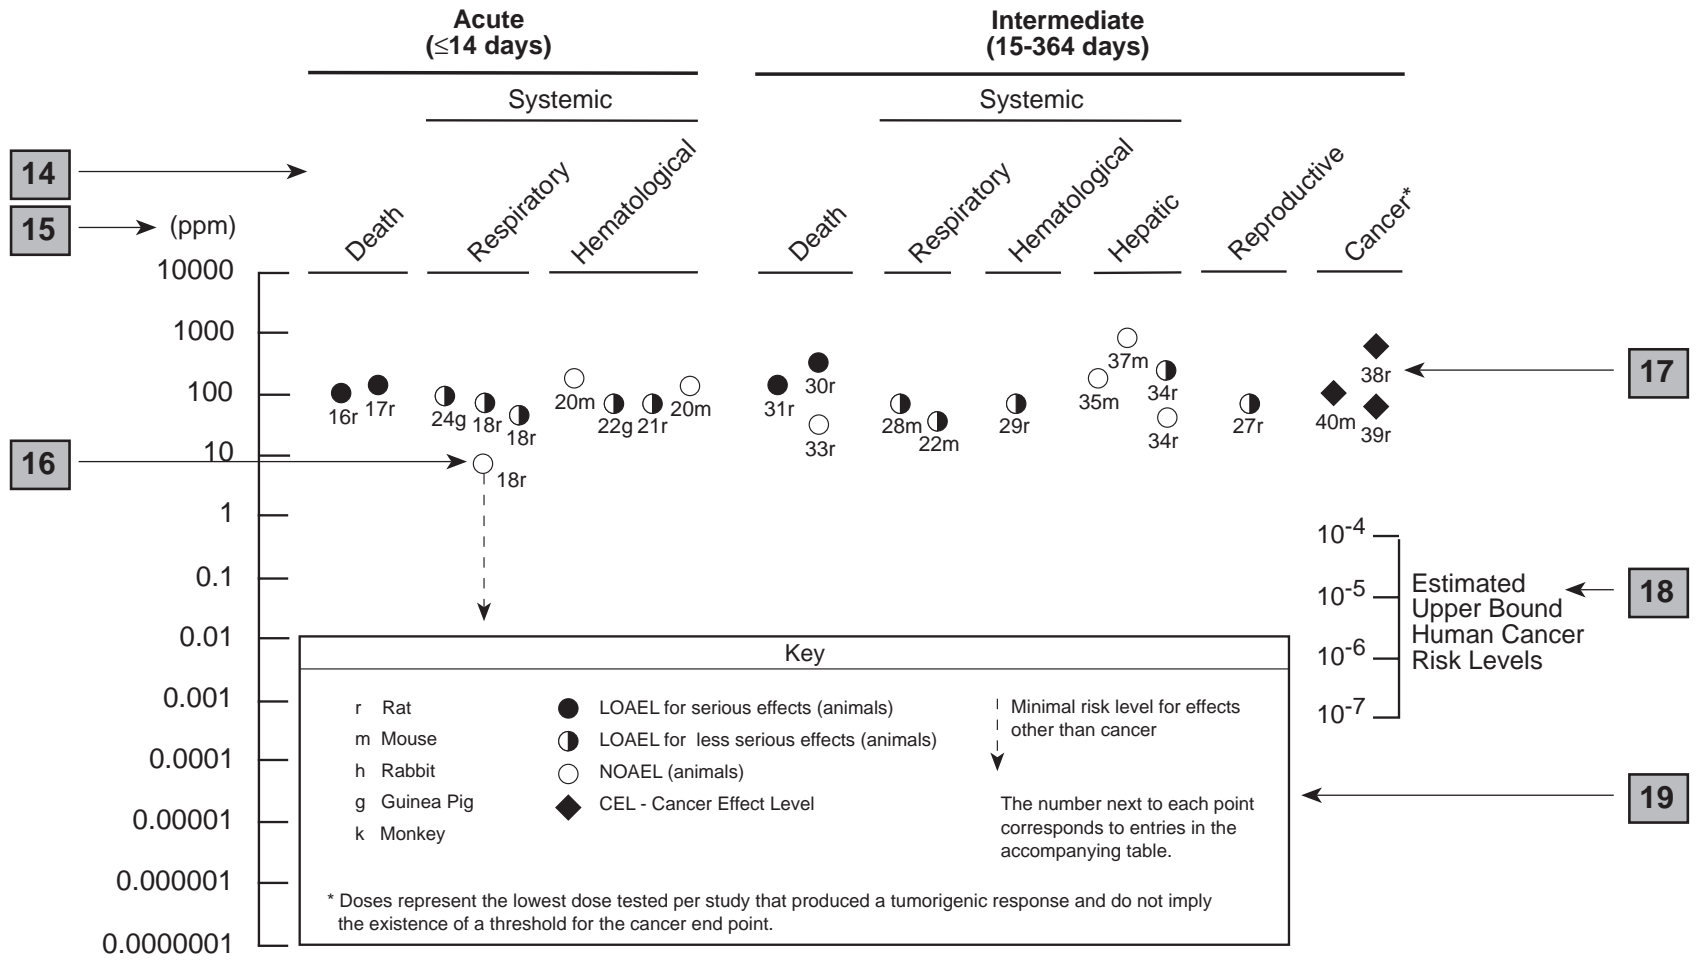 Acute
(≤14 days)
Intermediate
(15-364 days)
Systemic
Systemic
14
15
(ppm)
Death
Respiratory
Hematological
Death
Respiratory
Hematological
Hepatic
Reproductive
Cancer*
10000
1000
100
10
1
0.1
0.01
0.001
0.0001
0.00001
0.000001
0.0000001
16r
17r
24g
18r
18r
18r
20m
22g
21r
20m
31r
30r
33r
28m
22m
29r
35m
37m
34r
34r
27r
40m
38r
39r
16
17
10-4
10-5
10-6
10-7
Estimated
Upper Bound
Human Cancer
Risk Levels
18
Key
r Rat
m Mouse
h Rabbit
g Guinea Pig
k Monkey
LOAEL for serious effects (animals)
LOAEL for less serious effects (animals)
NOAEL (animals)
CEL - Cancer Effect Level
Minimal risk level for effects
other than cancer
The number next to each point
corresponds to entries in the
accompanying table.
* Doses represent the lowest dose tested per study that produced a tumorigenic response and do not imply
the existence of a threshold for the cancer end point.
19